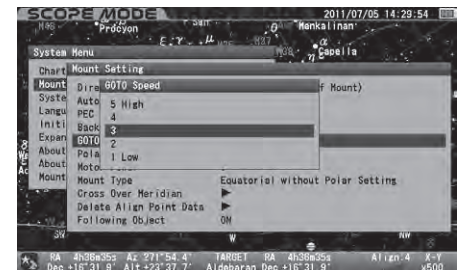 SCOPE MODE 2011/07/05 14:29:54
Procyon Mankalinan
Capella
System Menu
Chart Mount Setting
Mount Dire GOTO Speed f Mount)
Syste Auto 5 High
Langu PEC 4
Initi Back 3
Expan GOTO 2
About Pola 1 Low
About Moto
Mount Mount Type Equatorial without Polar Setting
Cross Over Meridian ▶
Delete Align Point Data ▶
Following Object ON
SW W
RA 4h36m35s Az 271°54.4' TARGET RA 4h36m35s Align:4 X-Y
Dec +16°31.9' Alt +23°37.7' Aldebaran Dec +16°31.9' x500